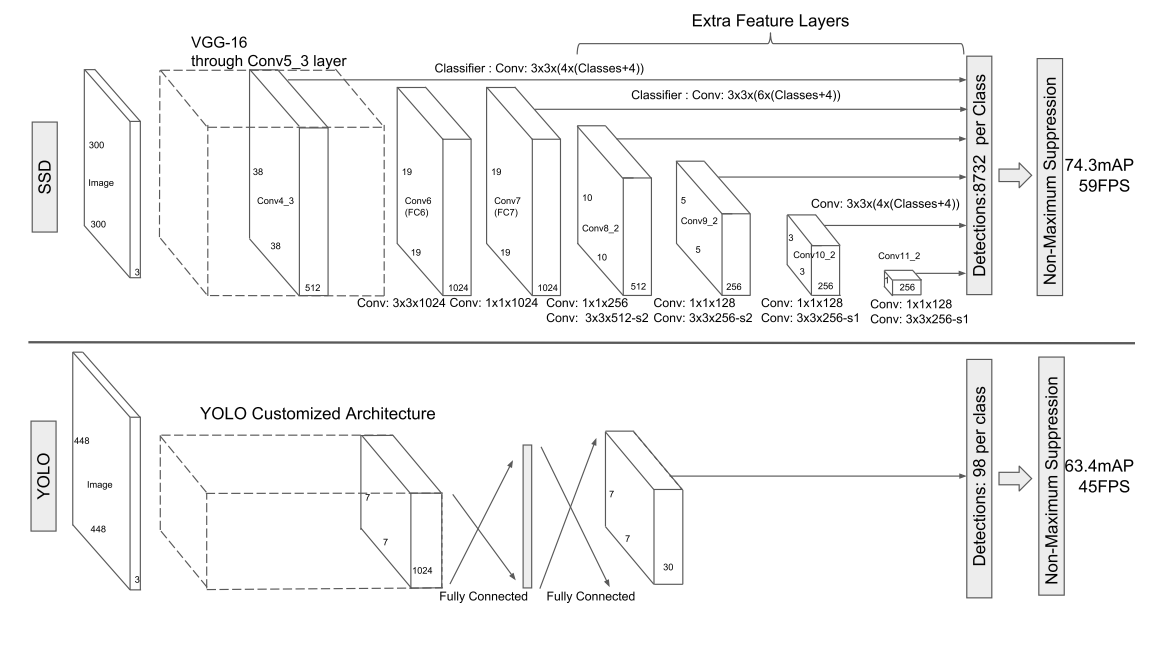 Extra Feature Layers
VGG-16
through Conv5_3 layer
Classifier : Conv: 3x3x(4x(Classes+4))
Classifier : Conv: 3x3x(6x(Classes+4))
SSD
300
Image
300
3
38
Conv4_3
38
512
19
Conv6
(FC6)
19
1024
19
Conv7
(FC7)
19
1024
10
Conv8_2
10
512
5
Conv9_2
5
256
Conv: 3x3x(4x(Classes+4))
3
Conv10_2
3
256
Conv11_2
1
256
Conv: 3x3x1024
Conv: 1x1x1024
Conv: 1x1x256
Conv: 3x3x512-s2
Conv: 1x1x128
Conv: 3x3x256-s2
Conv: 1x1x128
Conv: 3x3x256-s1
Conv: 1x1x128
Conv: 3x3x256-s1
Detections:8732 per Class
Non-Maximum Suppression
74.3mAP
59FPS
YOLO
448
Image
448
3
YOLO Customized Architecture
7
7
1024
Fully Connected
Fully Connected
7
7
30
Detections: 98 per class
Non-Maximum Suppression
63.4mAP
45FPS